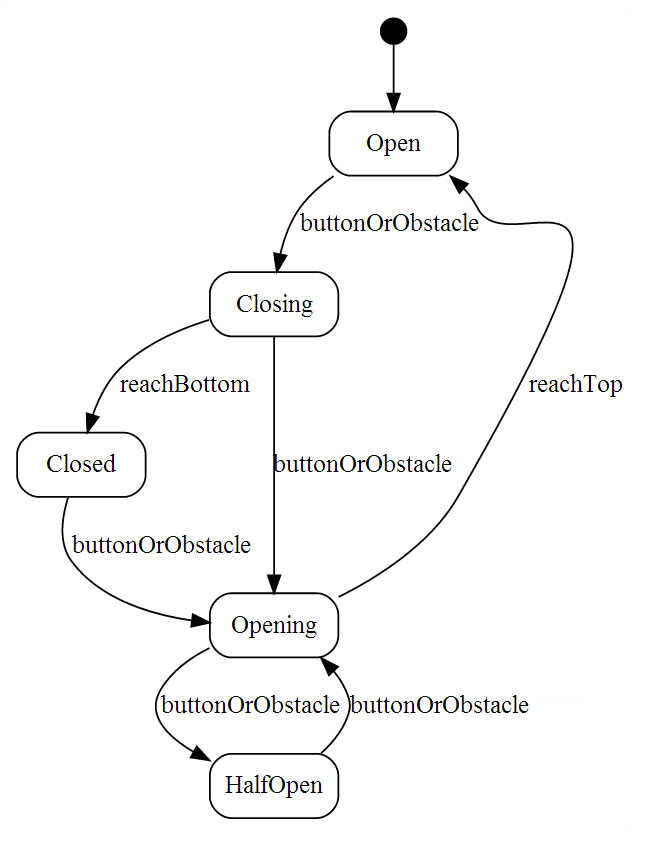 Open
buttonOrObstacle
Closing
reachBottom
reachTop
Closed
buttonOrObstacle
buttonOrObstacle
Opening
buttonOrObstacle
buttonOrObstacle
HalfOpen